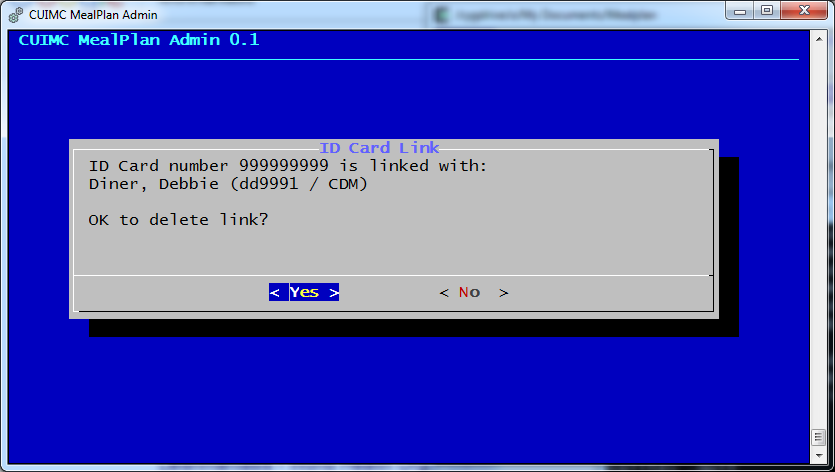 CUIMC MealPlan Admin
CUIMC MealPlan Admin 0.1
ID Card Link
ID Card number 999999999 is linked with:
Diner, Debbie (dd9991 / CDM)
OK to delete link?
< Yes > < No >